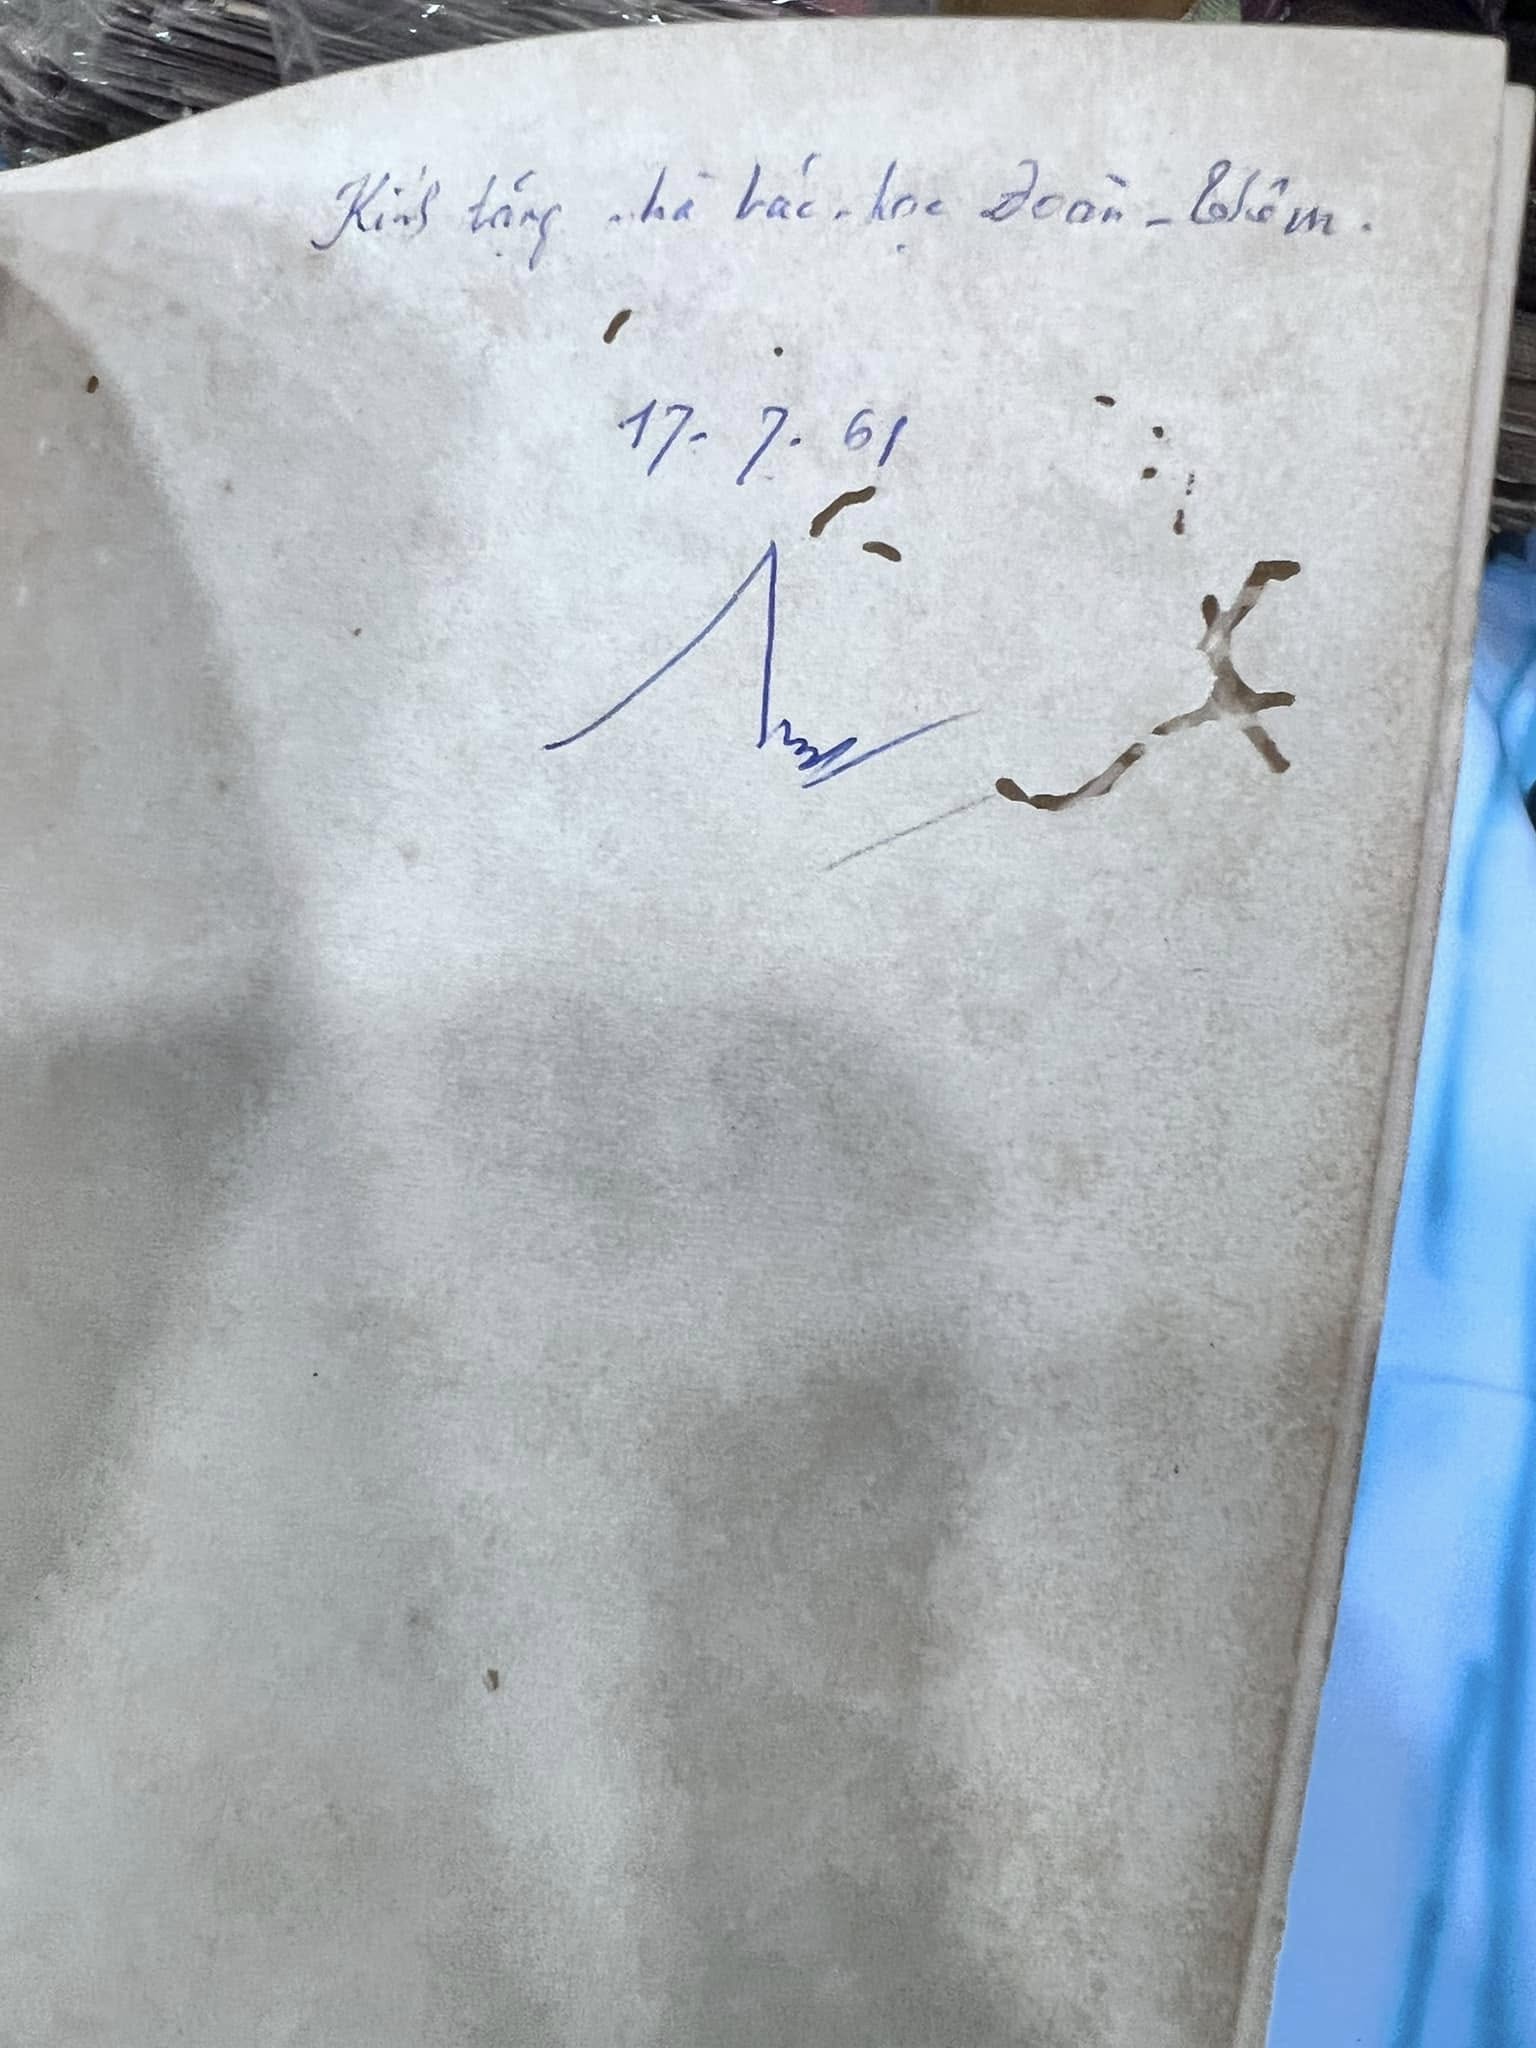 Kính tặng nhà bác-học Đoàn-Thêm.
17-7-61